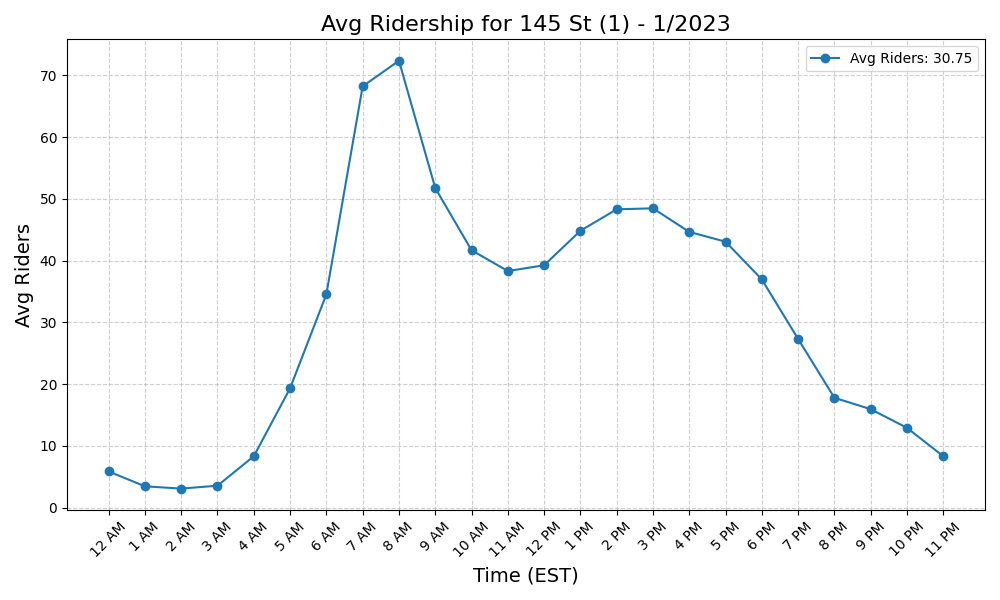 Avg Ridership for 145 St (1) - 1/2023
Avg Riders: 30.75
Avg Riders
70
60
50
40
30
20
10
0
12 AM
1 AM
2 AM
3 AM
4 AM
5 AM
6 AM
7 AM
8 AM
9 AM
10 AM
11 AM
12 PM
1 PM
2 PM
3 PM
4 PM
5 PM
6 PM
7 PM
8 PM
9 PM
10 PM
11 PM
Time (EST)